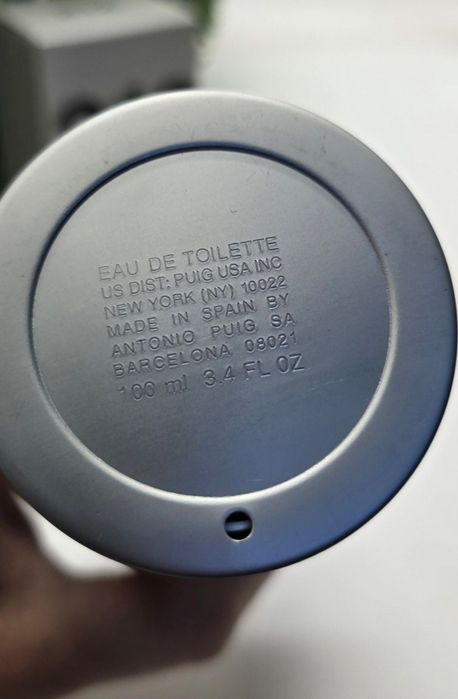 EAU DE TOILETTE
US DIST: PUIG USA INC
NEW YORK (NY) 10022
MADE IN SPAIN BY
ANTONIO PUIG SA
BARCELONA 08021
100 ml 3.4 FL OZ